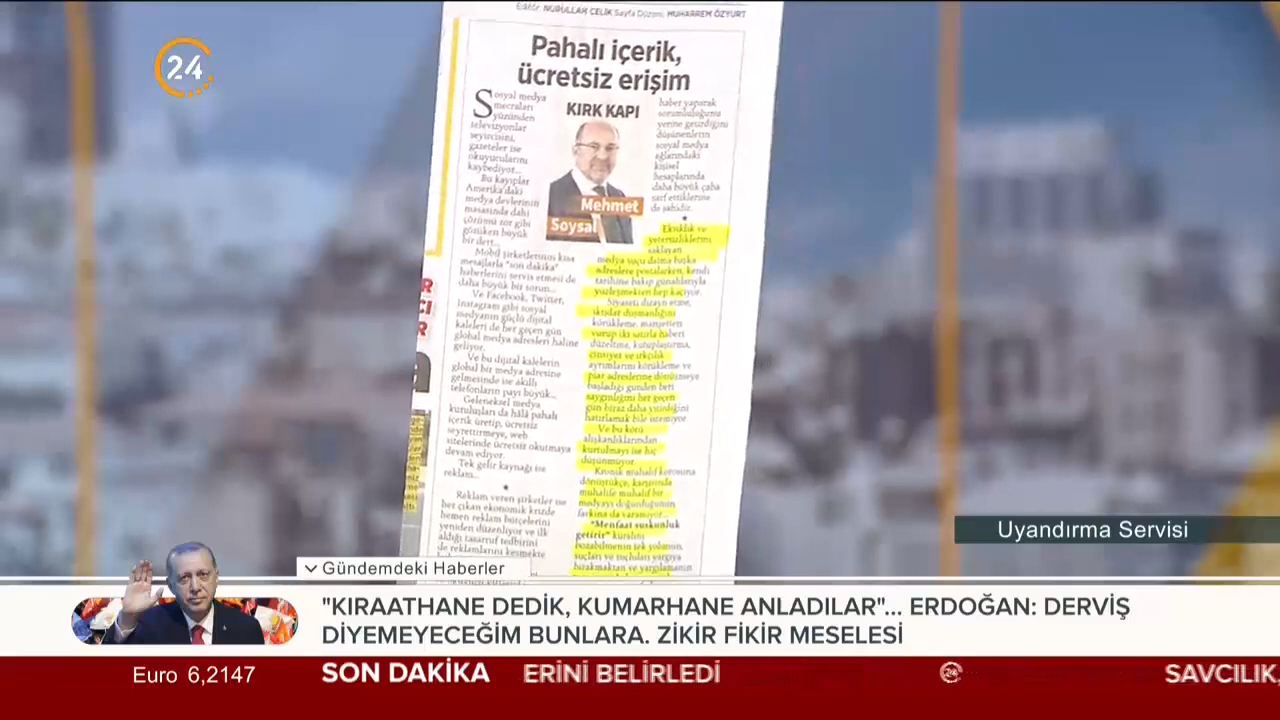 Editör: NURULLAH ÇELİK Sayfa Düzeni: MUHARREM ÖZYURT
24
Pahalı içerik,
ücretsiz erişim
KIRK KAPI
Mehmet
Soysal
Sosyal medya
mecraları
yüzünden
televizyonlar
seyircisini,
gazeteler ise
okuyucularını
kaybediyor...
Bu kayıplar
Amerika'daki
medya devlerinin
masasında dahi
çözümü zor gibi
gözüken büyük
bir dert...
Mobil şirketlerinin kısa
mesajlarla "son dakika"
haberlerini servis etmesi de
daha büyük bir sorun...
Ve Facebook, Twitter,
Instagram gibi sosyal
medyanın güçlü dijital
kaleleri de her geçen gün
global medya adresleri haline
geliyor.
Ve bu dijital kalelerin
global bir medya adresine
gelmesinde ise akıllı
telefonların payı büyük...
Geleneksel medya
kuruluşları da hâlâ pahalı
içerik üretip, ücretsiz
seyrettirmeye, web
sitelerinde ücretsiz okutmaya
devam ediyor.
Tek gelir kaynağı ise
reklam...
Reklam veren şirketler ise
her çıkan ekonomik krizde
hemen reklam bütçelerini
yeniden düzenliyor ve ilk
aldığı tasarruf tedbirini
de reklamlarını kesmekte
haber yaparak
sorumluluğunu
yerine getirdiğini
düşünenlerin
sosyal medya
ağlarındaki
kişisel
hesaplarında
daha büyük çaba
sarf ettiklerine
de şahidiz.
Eksiklik ve
yetersizliklerini
saklayan
medya suçu daima başka
adreslere postalarken, kendi
tarihine bakıp günahlarıyla
yüzleşmekten hep kaçıyor.
Siyaseti dizayn etme,
iktidar düşmanlığını
körükleme, manşetten
vurup iki satırla haberi
düzeltme, kutuplaştırma,
cinsiyet ve ırkçılık
ayrımlarını körükleme ve
piar adreslerine dönüşmeye
başladığı günden beri
saygınlığını her geçen
gün biraz daha yitirdiğini
hatırlamak bile istemiyor.
Ve bu kötü
alışkanlıklarından
kurtulmayı ise hiç
düşünmüyor.
Kronik muhalif korosuna
dönüştükçe, karşısında
muhalife muhalif bir
medyayı doğurduğunun
farkına da varamıyor...
"Menfaat suskunluk
getirir" kuralını
bozabilmenin tek yolunun,
suçları ve suçluları yargıya
bırakmaktan ve yargılamanın
Uyandırma Servisi
Gündemdeki Haberler
"KIRAATHANE DEDİK, KUMARHANE ANLADILAR"... ERDOĞAN: DERVİŞ
DİYEMEYECEĞİM BUNLARA. ZİKİR FİKİR MESELESİ
Euro 6,2147
SON DAKİKA
ERİNİ BELİRLEDİ
24
SAVCILIK,